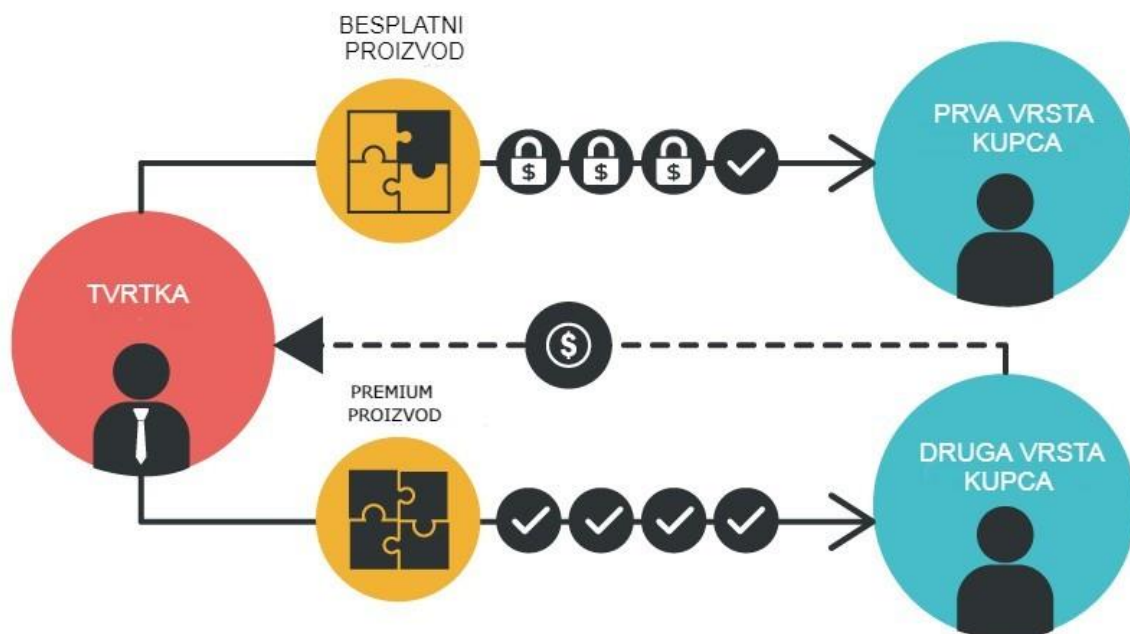 BESPLATNI
PROIZVOD
$
$
$
PRVA VRSTA
KUPCA
TVRTKA
$
PREMIUM
PROIZVOD
DRUGA VRSTA
KUPCA